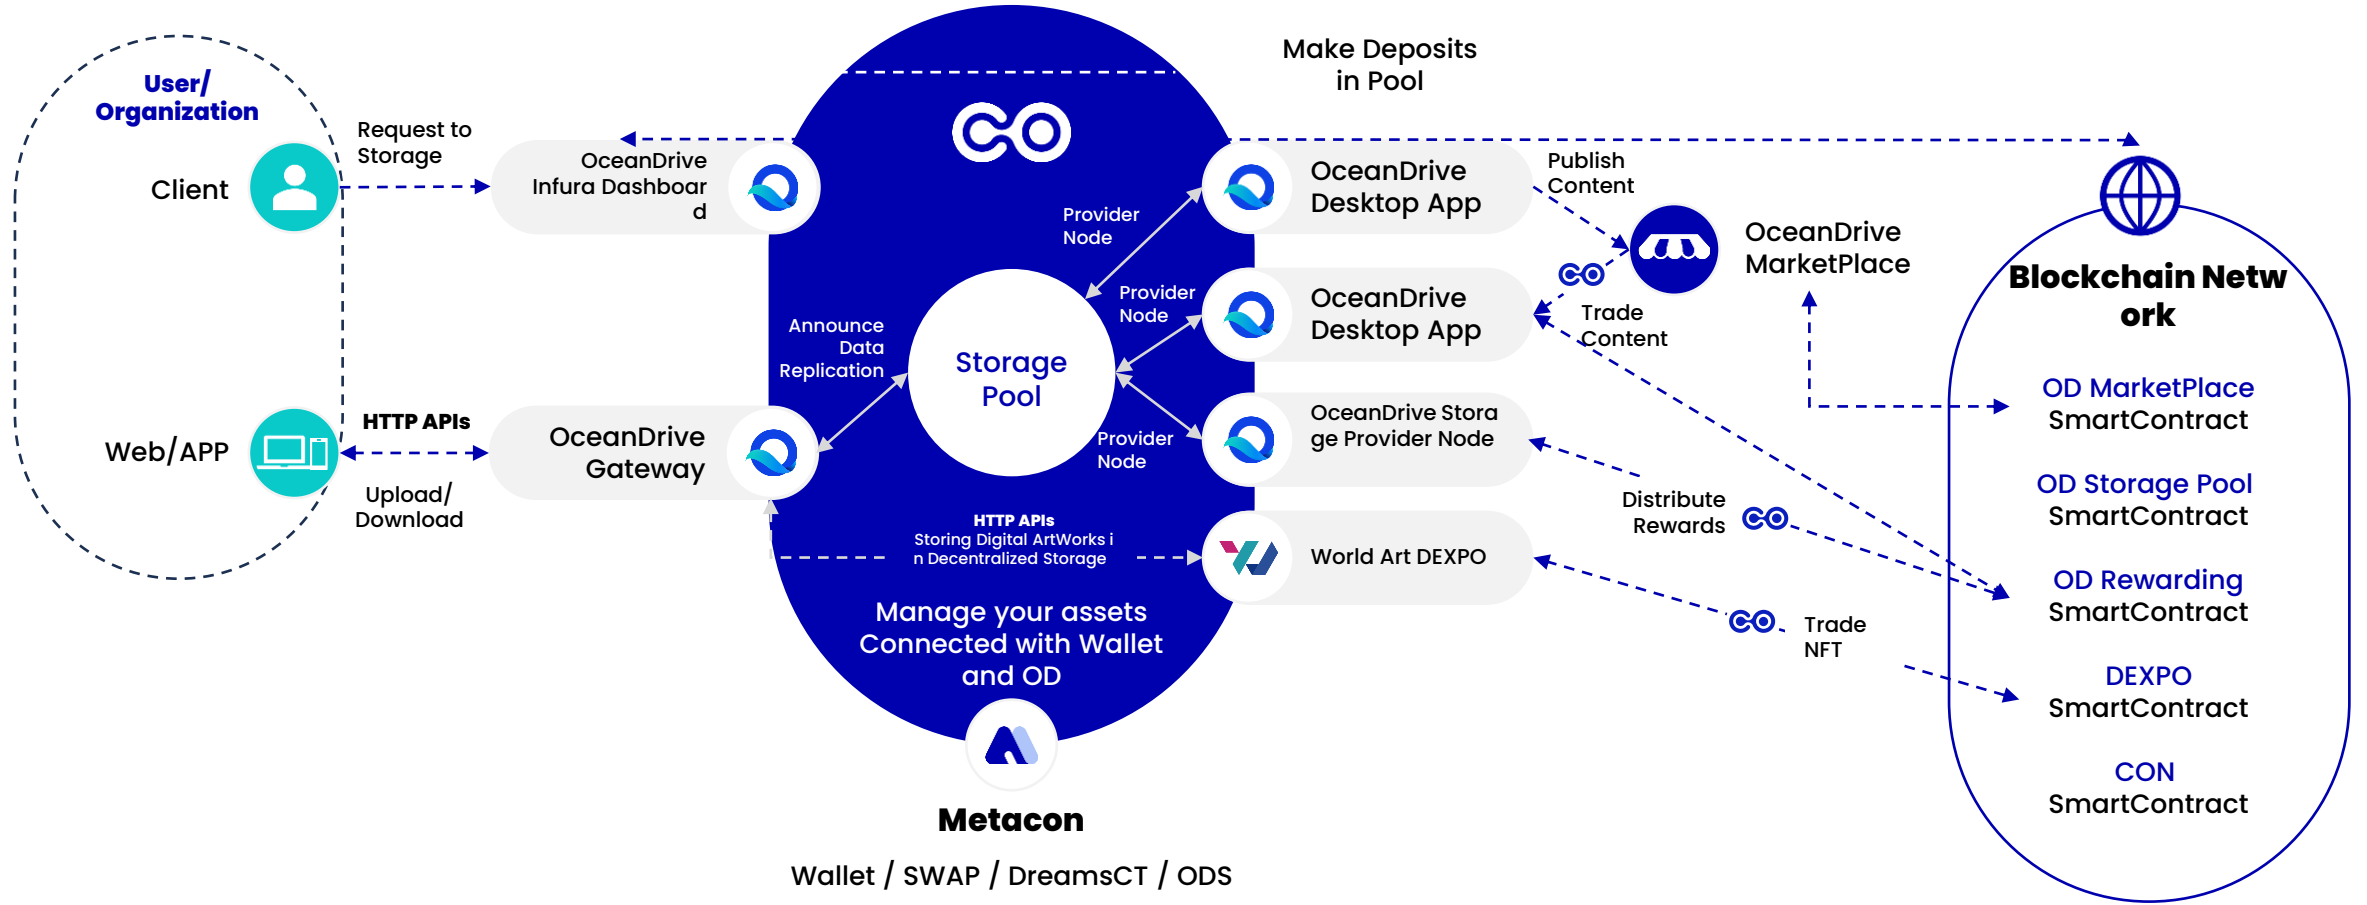 User/
Organization
Client
Request to
Storage
OceanDrive
Infura Dashboar
d
Web/APP
HTTP APIs
Upload/
Download
OceanDrive
Gateway
Announce
Data
Replication
Storage
Pool
Provider
Node
Provider
Node
Provider
Node
HTTP APIs
Storing Digital ArtWorks i
n Decentralized Storage
Manage your assets
Connected with Wallet
and OD
Metacon
Wallet / SWAP / DreamsCT / ODS
Make Deposits
in Pool
OceanDrive
Desktop App
OceanDrive
Desktop App
OceanDrive Stora
ge Provider Node
World Art DEXPO
Publish
Content
OceanDrive
MarketPlace
Trade
Content
Distribute
Rewards
Trade
NFT
Blockchain Netw
ork
OD MarketPlace
SmartContract
OD Storage Pool
SmartContract
OD Rewarding
SmartContract
DEXPO
SmartContract
CON
SmartContract